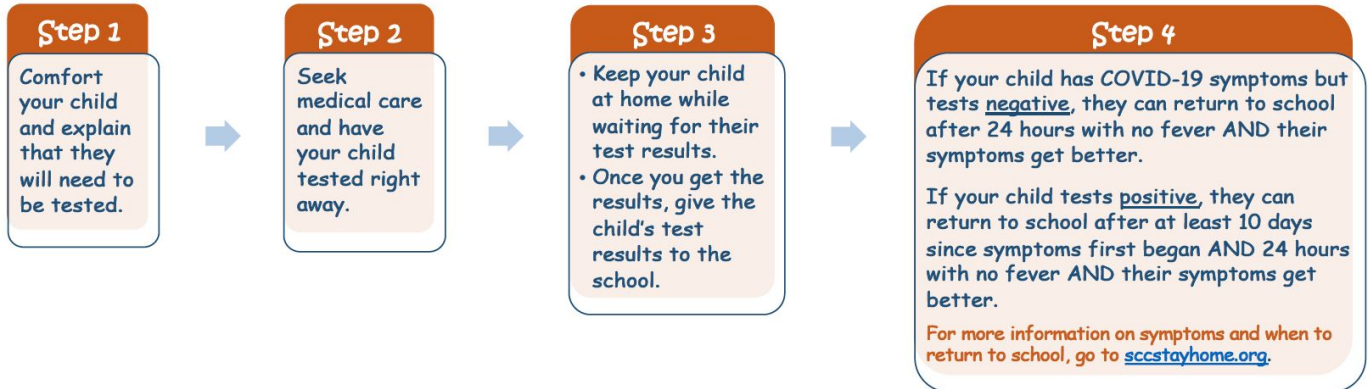 Step 1
Comfort
your child
and explain
that they
will need to
be tested.
Step 2
Seek
medical care
and have
your child
tested right
away.
Step 3
• Keep your child
at home while
waiting for their
test results.
• Once you get the
results, give the
child's test
results to the
school.
Step 4
If your child has COVID-19 symptoms but
tests negative, they can return to school
after 24 hours with no fever AND their
symptoms get better.
If your child tests positive, they can
return to school after at least 10 days
since symptoms first began AND 24 hours
with no fever AND their symptoms get
better.
For more information on symptoms and when to
return to school, go to sccstayhome.org.